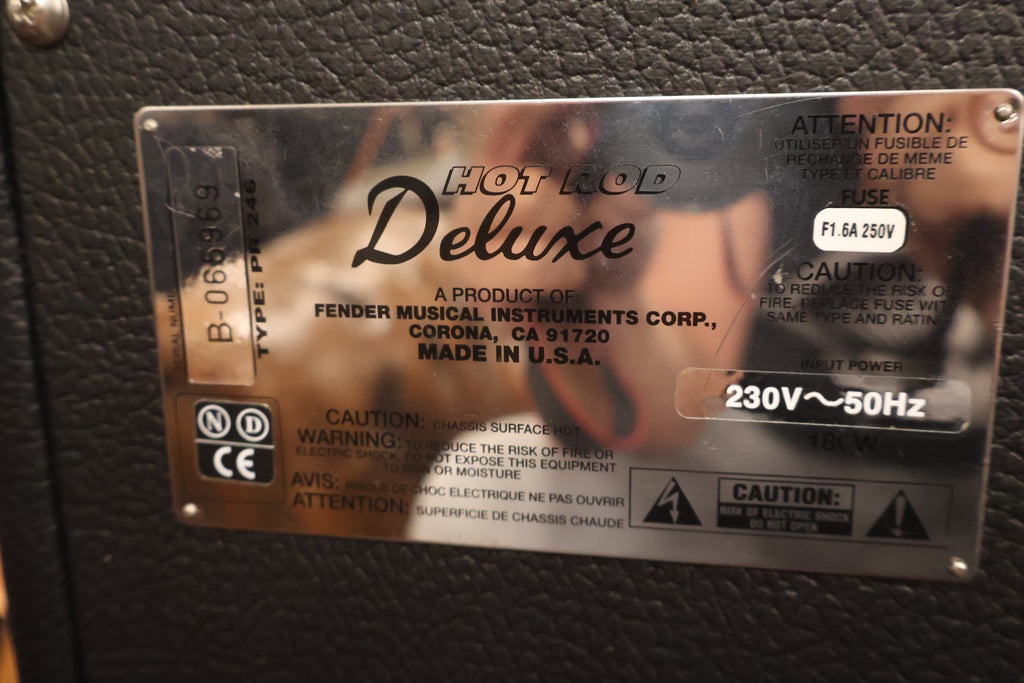 HOT ROD
Deluxe
A PRODUCT OF:
FENDER MUSICAL INSTRUMENTS CORP.,
CORONA, CA 91720
MADE IN U.S.A.
SERIAL NUM
B-066969
TYPE: PR 246
N D
CE
CAUTION: CHASSIS SURFACE HOT
WARNING: TO REDUCE THE RISK OF FIRE OR
ELECTRIC SHOCK DO NOT EXPOSE THIS EQUIPMENT
TO RAIN OR MOISTURE
AVIS: RISQUE DE CHOC ELECTRIQUE NE PAS OUVRIR
ATTENTION: SUPERFICIE DE CHASSIS CHAUDE
ATTENTION:
UTILISER UN FUSIBLE DE
RECHANGE DE MEME
TYPE ET CALIBRE
FUSE
F1.6A 250V
CAUTION:
TO REDUCE THE RISK OF
FIRE, REPLACE FUSE WITH
SAME TYPE AND RATING
INPUT POWER
230V~50Hz
180W
CAUTION:
RISK OF ELECTRIC SHOCK
DO NOT OPEN